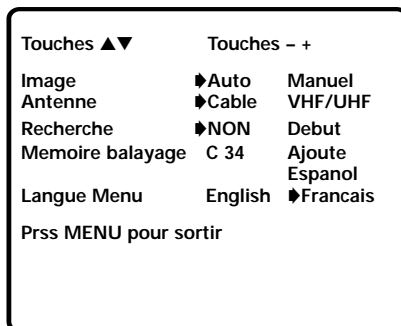 Touches ▲▼ Touches – +
Image ➧Auto Manuel
Antenne ➧Cable VHF/UHF
Recherche ➧NON Debut
Memoire balayage C 34 Ajoute
Espanol
Langue Menu English ➧Francais
Prss MENU pour sortir